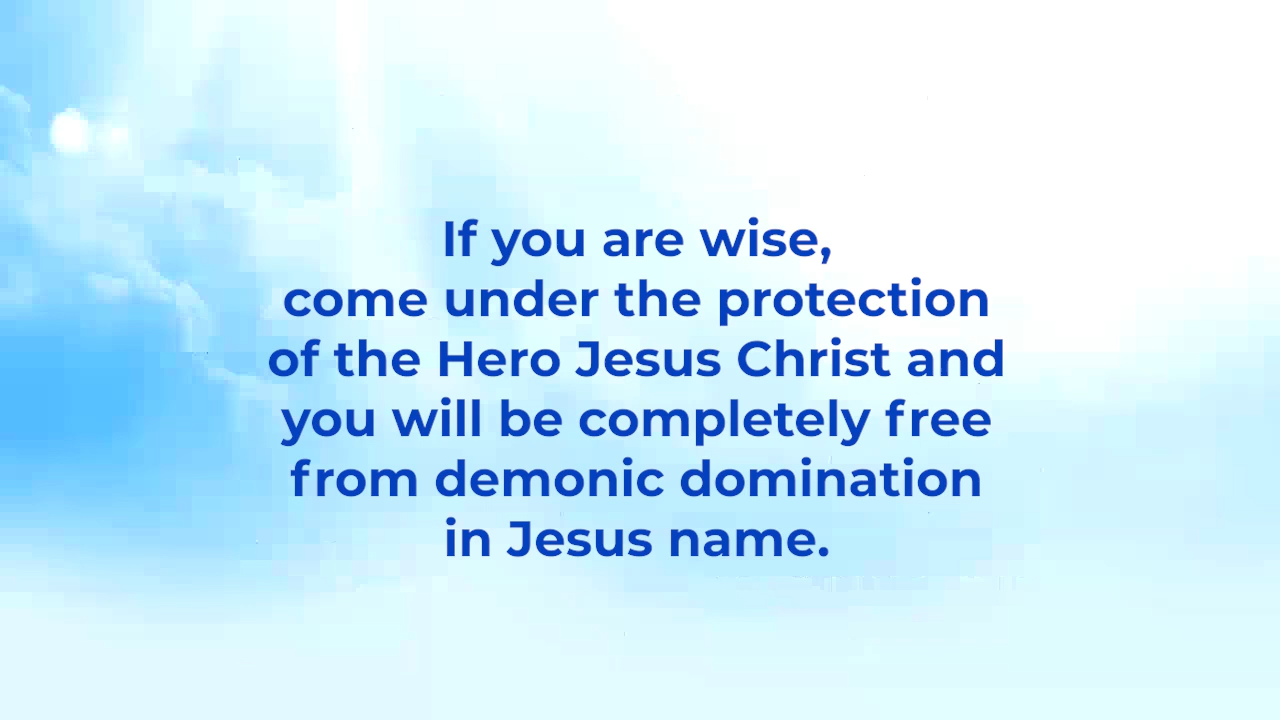 If you are wise,
come under the protection
of the Hero Jesus Christ and
you will be completely free
from demonic domination
in Jesus name.